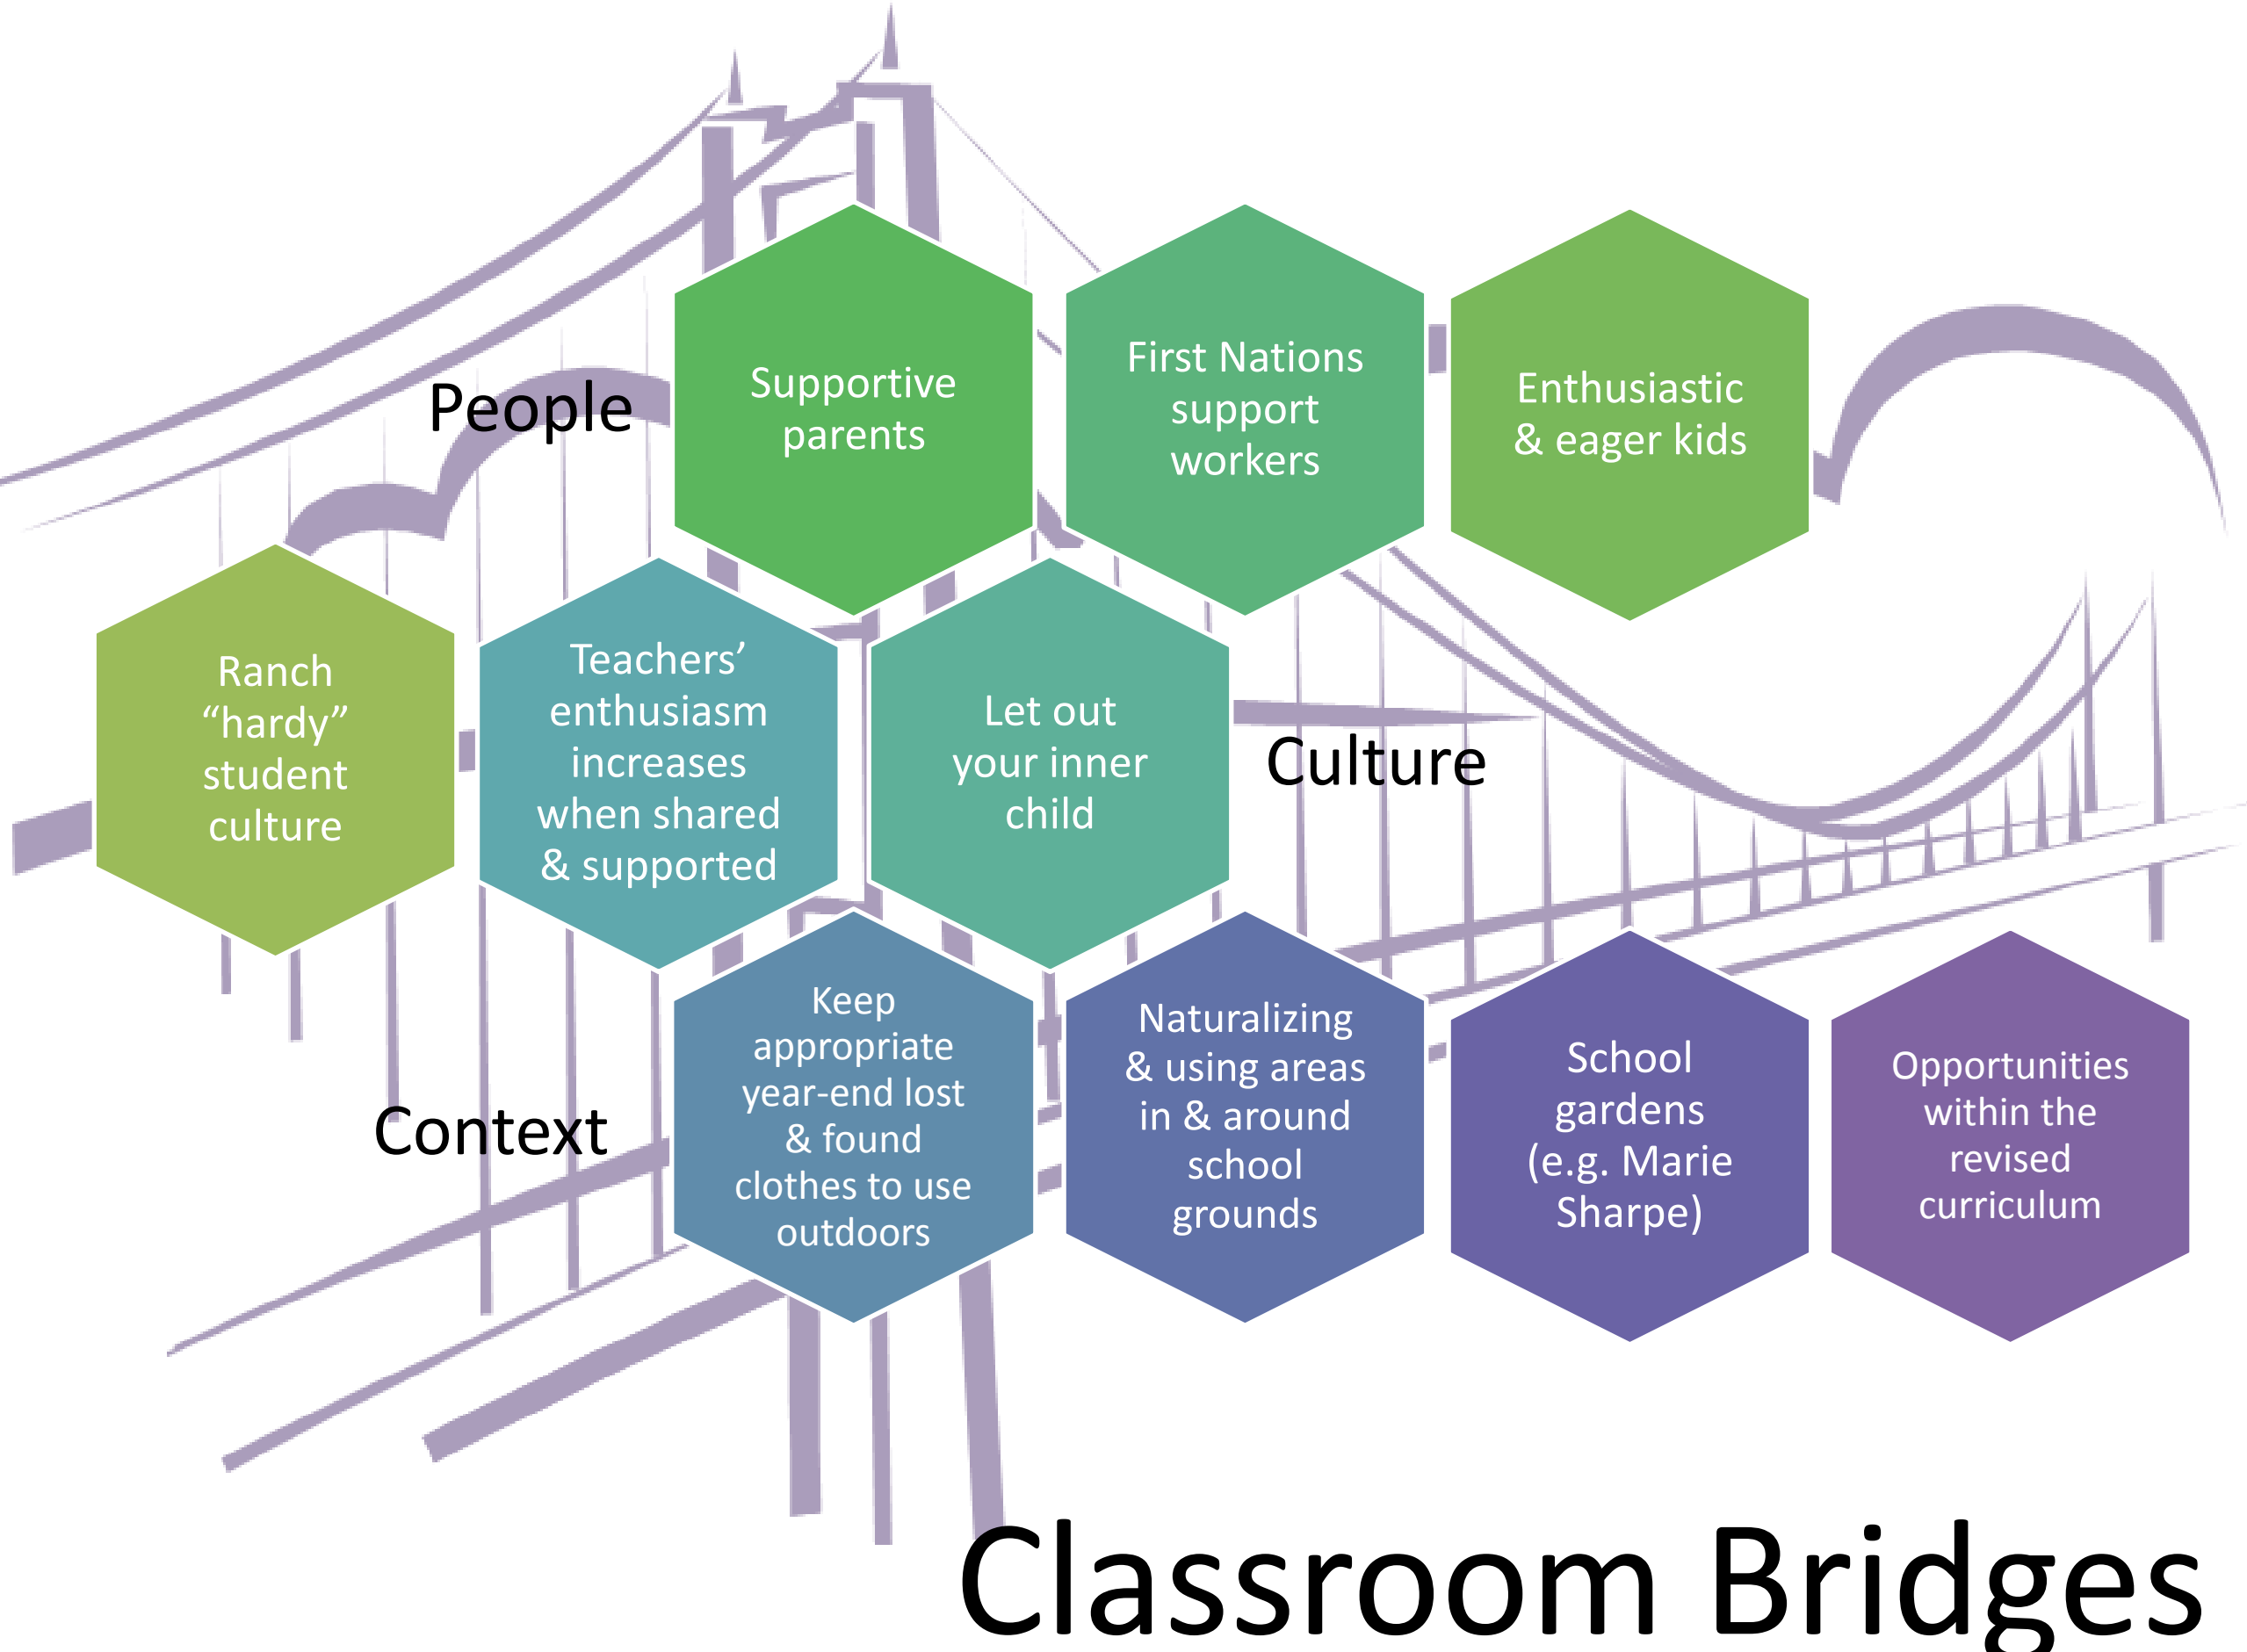 People
Supportive
parents
First Nations
support
workers
Enthusiastic
& eager kids
Ranch
“hardy”
student
culture
Teachers’
enthusiasm
increases
when shared
& supported
Let out
your inner
child
Culture
Context
Keep
appropriate
year-end lost
& found
clothes to use
outdoors
Naturalizing
& using areas
in & around
school
grounds
School
gardens
(e.g. Marie
Sharpe)
Opportunities
within the
revised
curriculum
Classroom Bridges